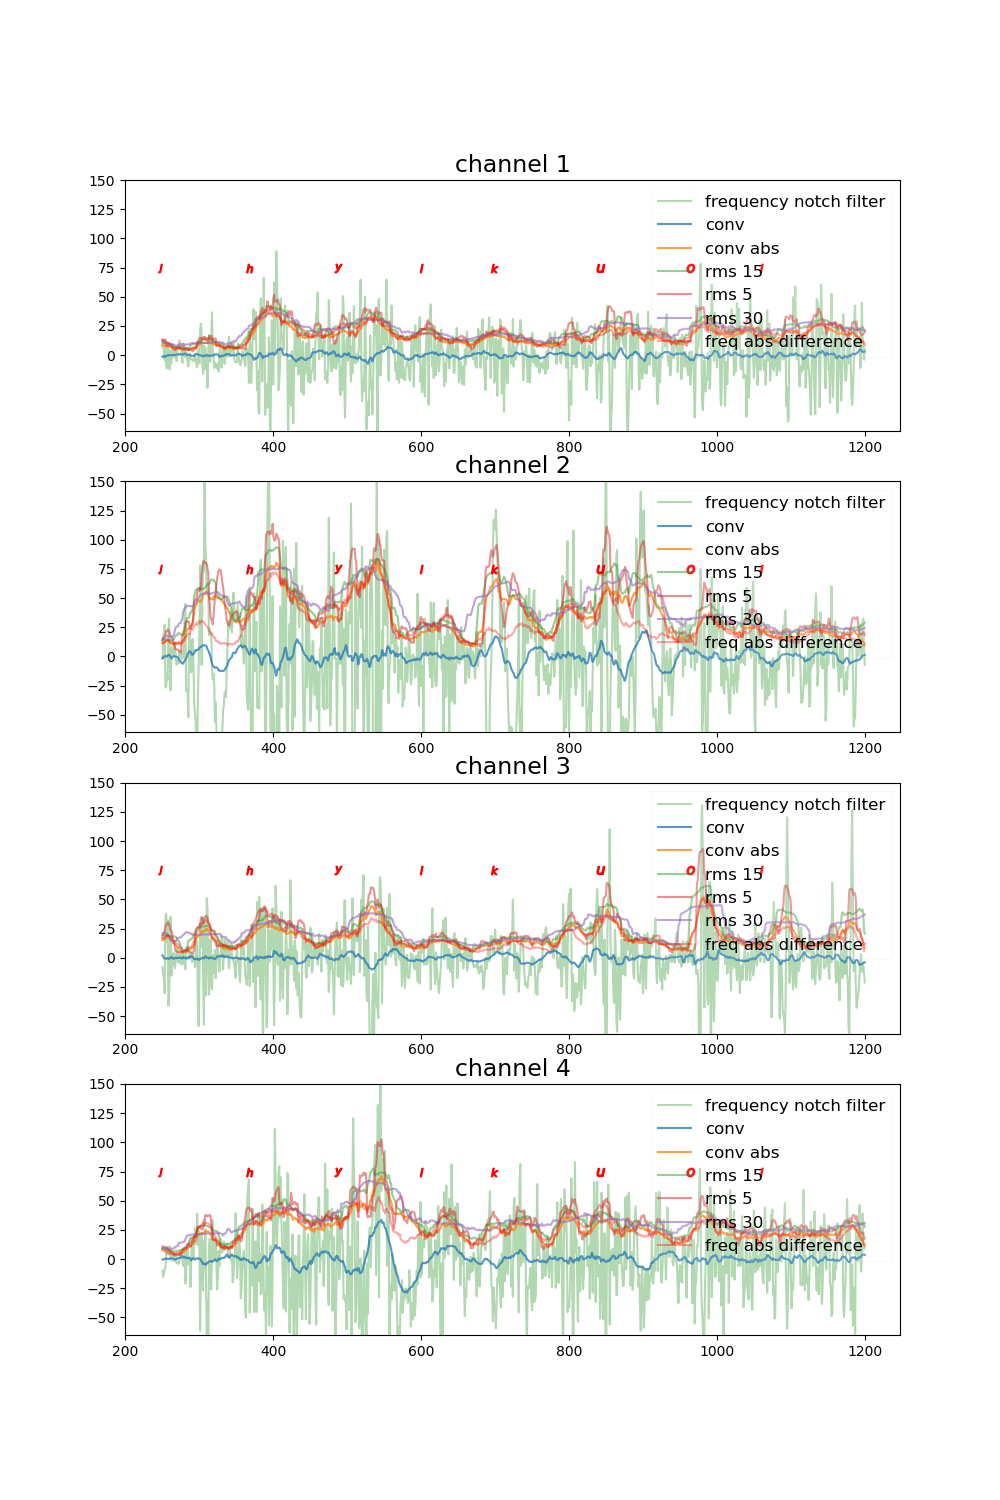 channel 1
150
125
100
75
50
25
0
−25
−50
j h y l k u o
frequency notch filter
conv
conv abs
rms 15
rms 5
rms 30
freq abs difference
200 400 600 800 1000 1200
channel 2
150
125
100
75
50
25
0
−25
−50
j h y l k u o
frequency notch filter
conv
conv abs
rms 15
rms 5
rms 30
freq abs difference
200 400 600 800 1000 1200
channel 3
150
125
100
75
50
25
0
−25
−50
j h y l k u o
frequency notch filter
conv
conv abs
rms 15
rms 5
rms 30
freq abs difference
200 400 600 800 1000 1200
channel 4
150
125
100
75
50
25
0
−25
−50
j h y l k u o
frequency notch filter
conv
conv abs
rms 15
rms 5
rms 30
freq abs difference
200 400 600 800 1000 1200